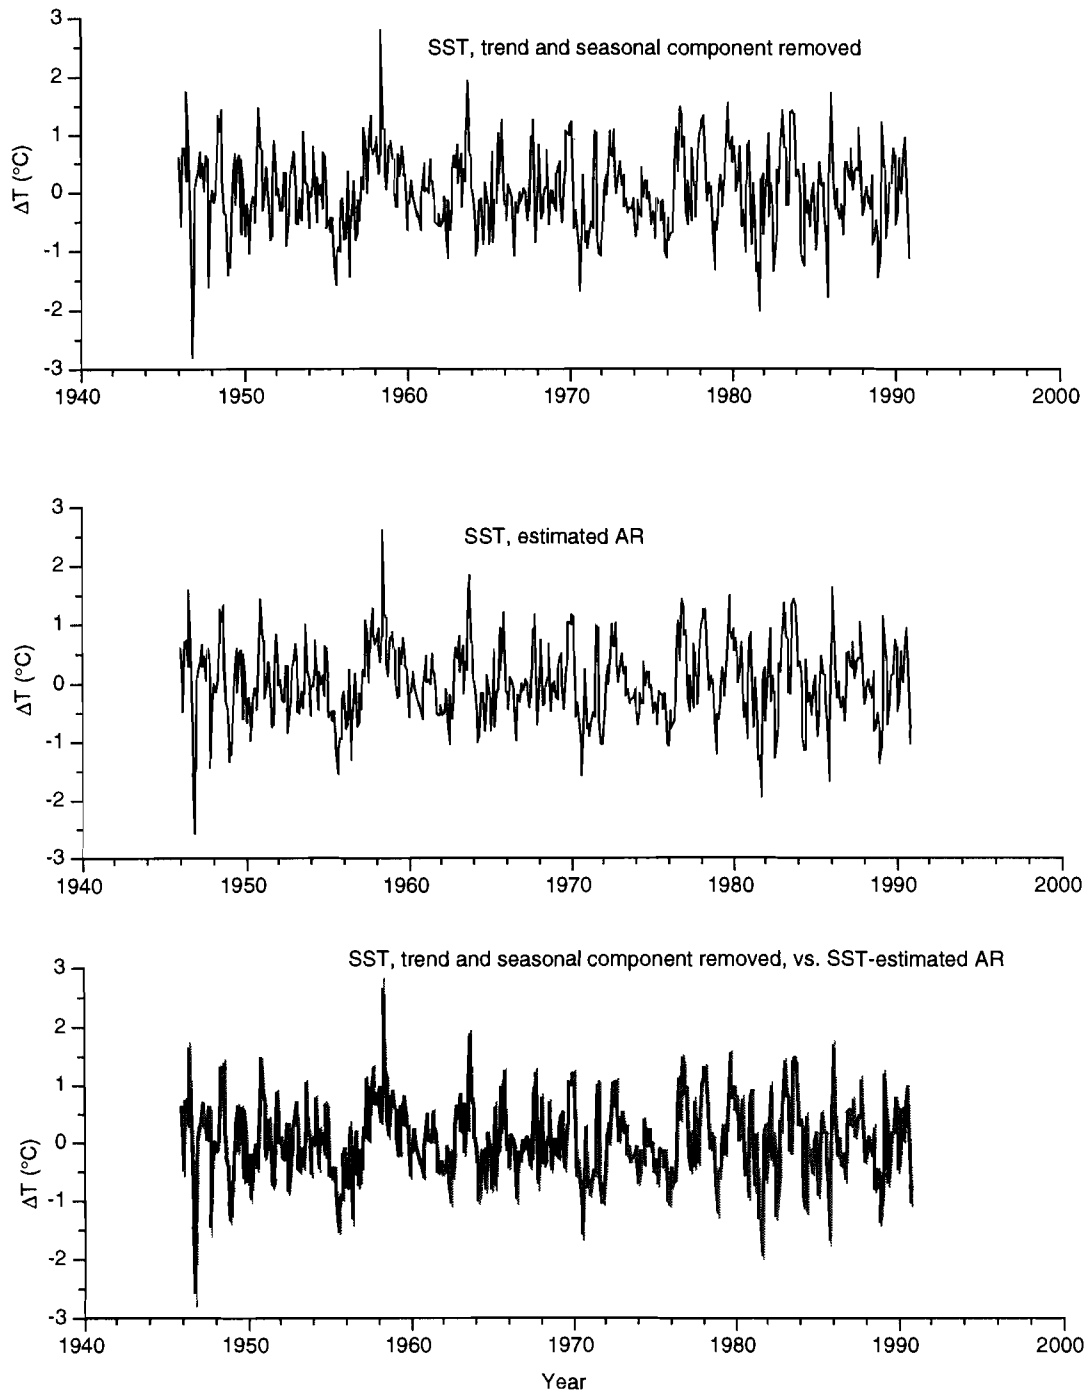 SST, trend and seasonal component removed
ΔT (°C)
3
2
1
0
-1
-2
-3
1940 1950 1960 1970 1980 1990 2000
SST, estimated AR
ΔT (°C)
3
2
1
0
-1
-2
-3
1940 1950 1960 1970 1980 1990 2000
SST, trend and seasonal component removed, vs. SST-estimated AR
ΔT (°C)
3
2
1
0
-1
-2
-3
1940 1950 1960 1970 1980 1990 2000
Year